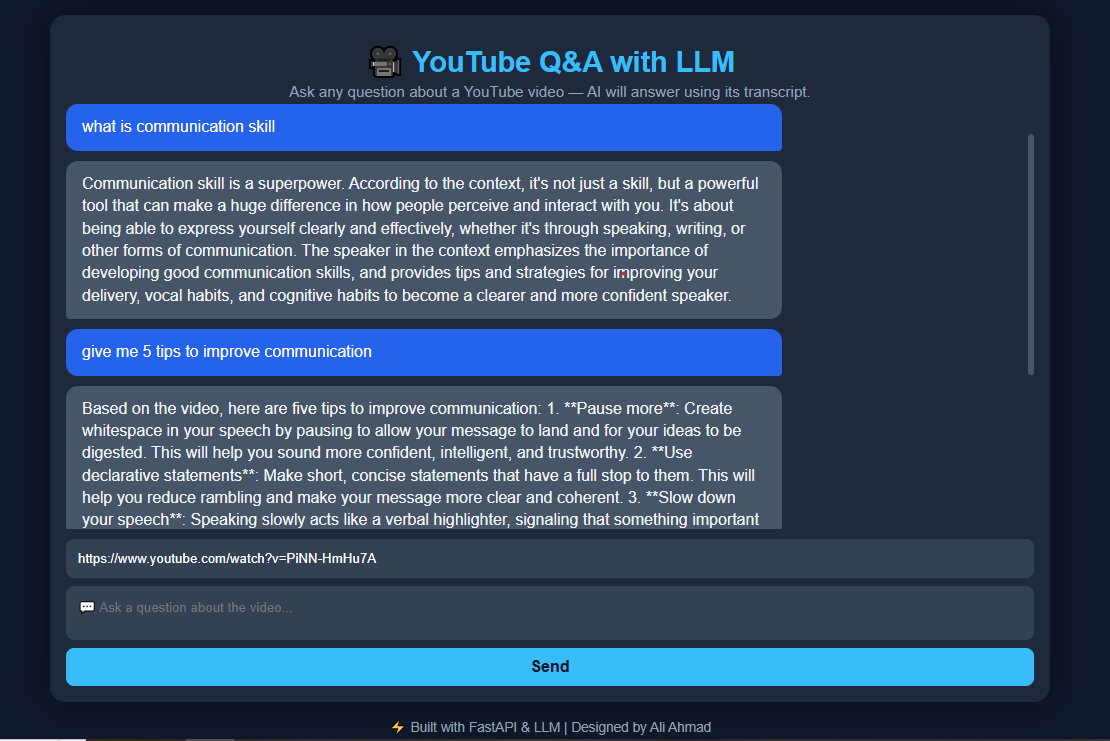 YouTube Q&A with LLM
Ask any question about a YouTube video — AI will answer using its transcript.
what is communication skill
Communication skill is a superpower. According to the context, it's not just a skill, but a powerful
tool that can make a huge difference in how people perceive and interact with you. It's about
being able to express yourself clearly and effectively, whether it's through speaking, writing, or
other forms of communication. The speaker in the context emphasizes the importance of
developing good communication skills, and provides tips and strategies for improving your
delivery, vocal habits, and cognitive habits to become a clearer and more confident speaker.
give me 5 tips to improve communication
Based on the video, here are five tips to improve communication: 1. **Pause more**: Create
whitespace in your speech by pausing to allow your message to land and for your ideas to be
digested. This will help you sound more confident, intelligent, and trustworthy. 2. **Use
declarative statements**: Make short, concise statements that have a full stop to them. This will
help you reduce rambling and make your message more clear and coherent. 3. **Slow down
your speech**: Speaking slowly acts like a verbal highlighter, signaling that something important
https://www.youtube.com/watch?v=PiNN-HmHu7A
💬 Ask a question about the video...
Send
⚡ Built with FastAPI & LLM | Designed by Ali Ahmad